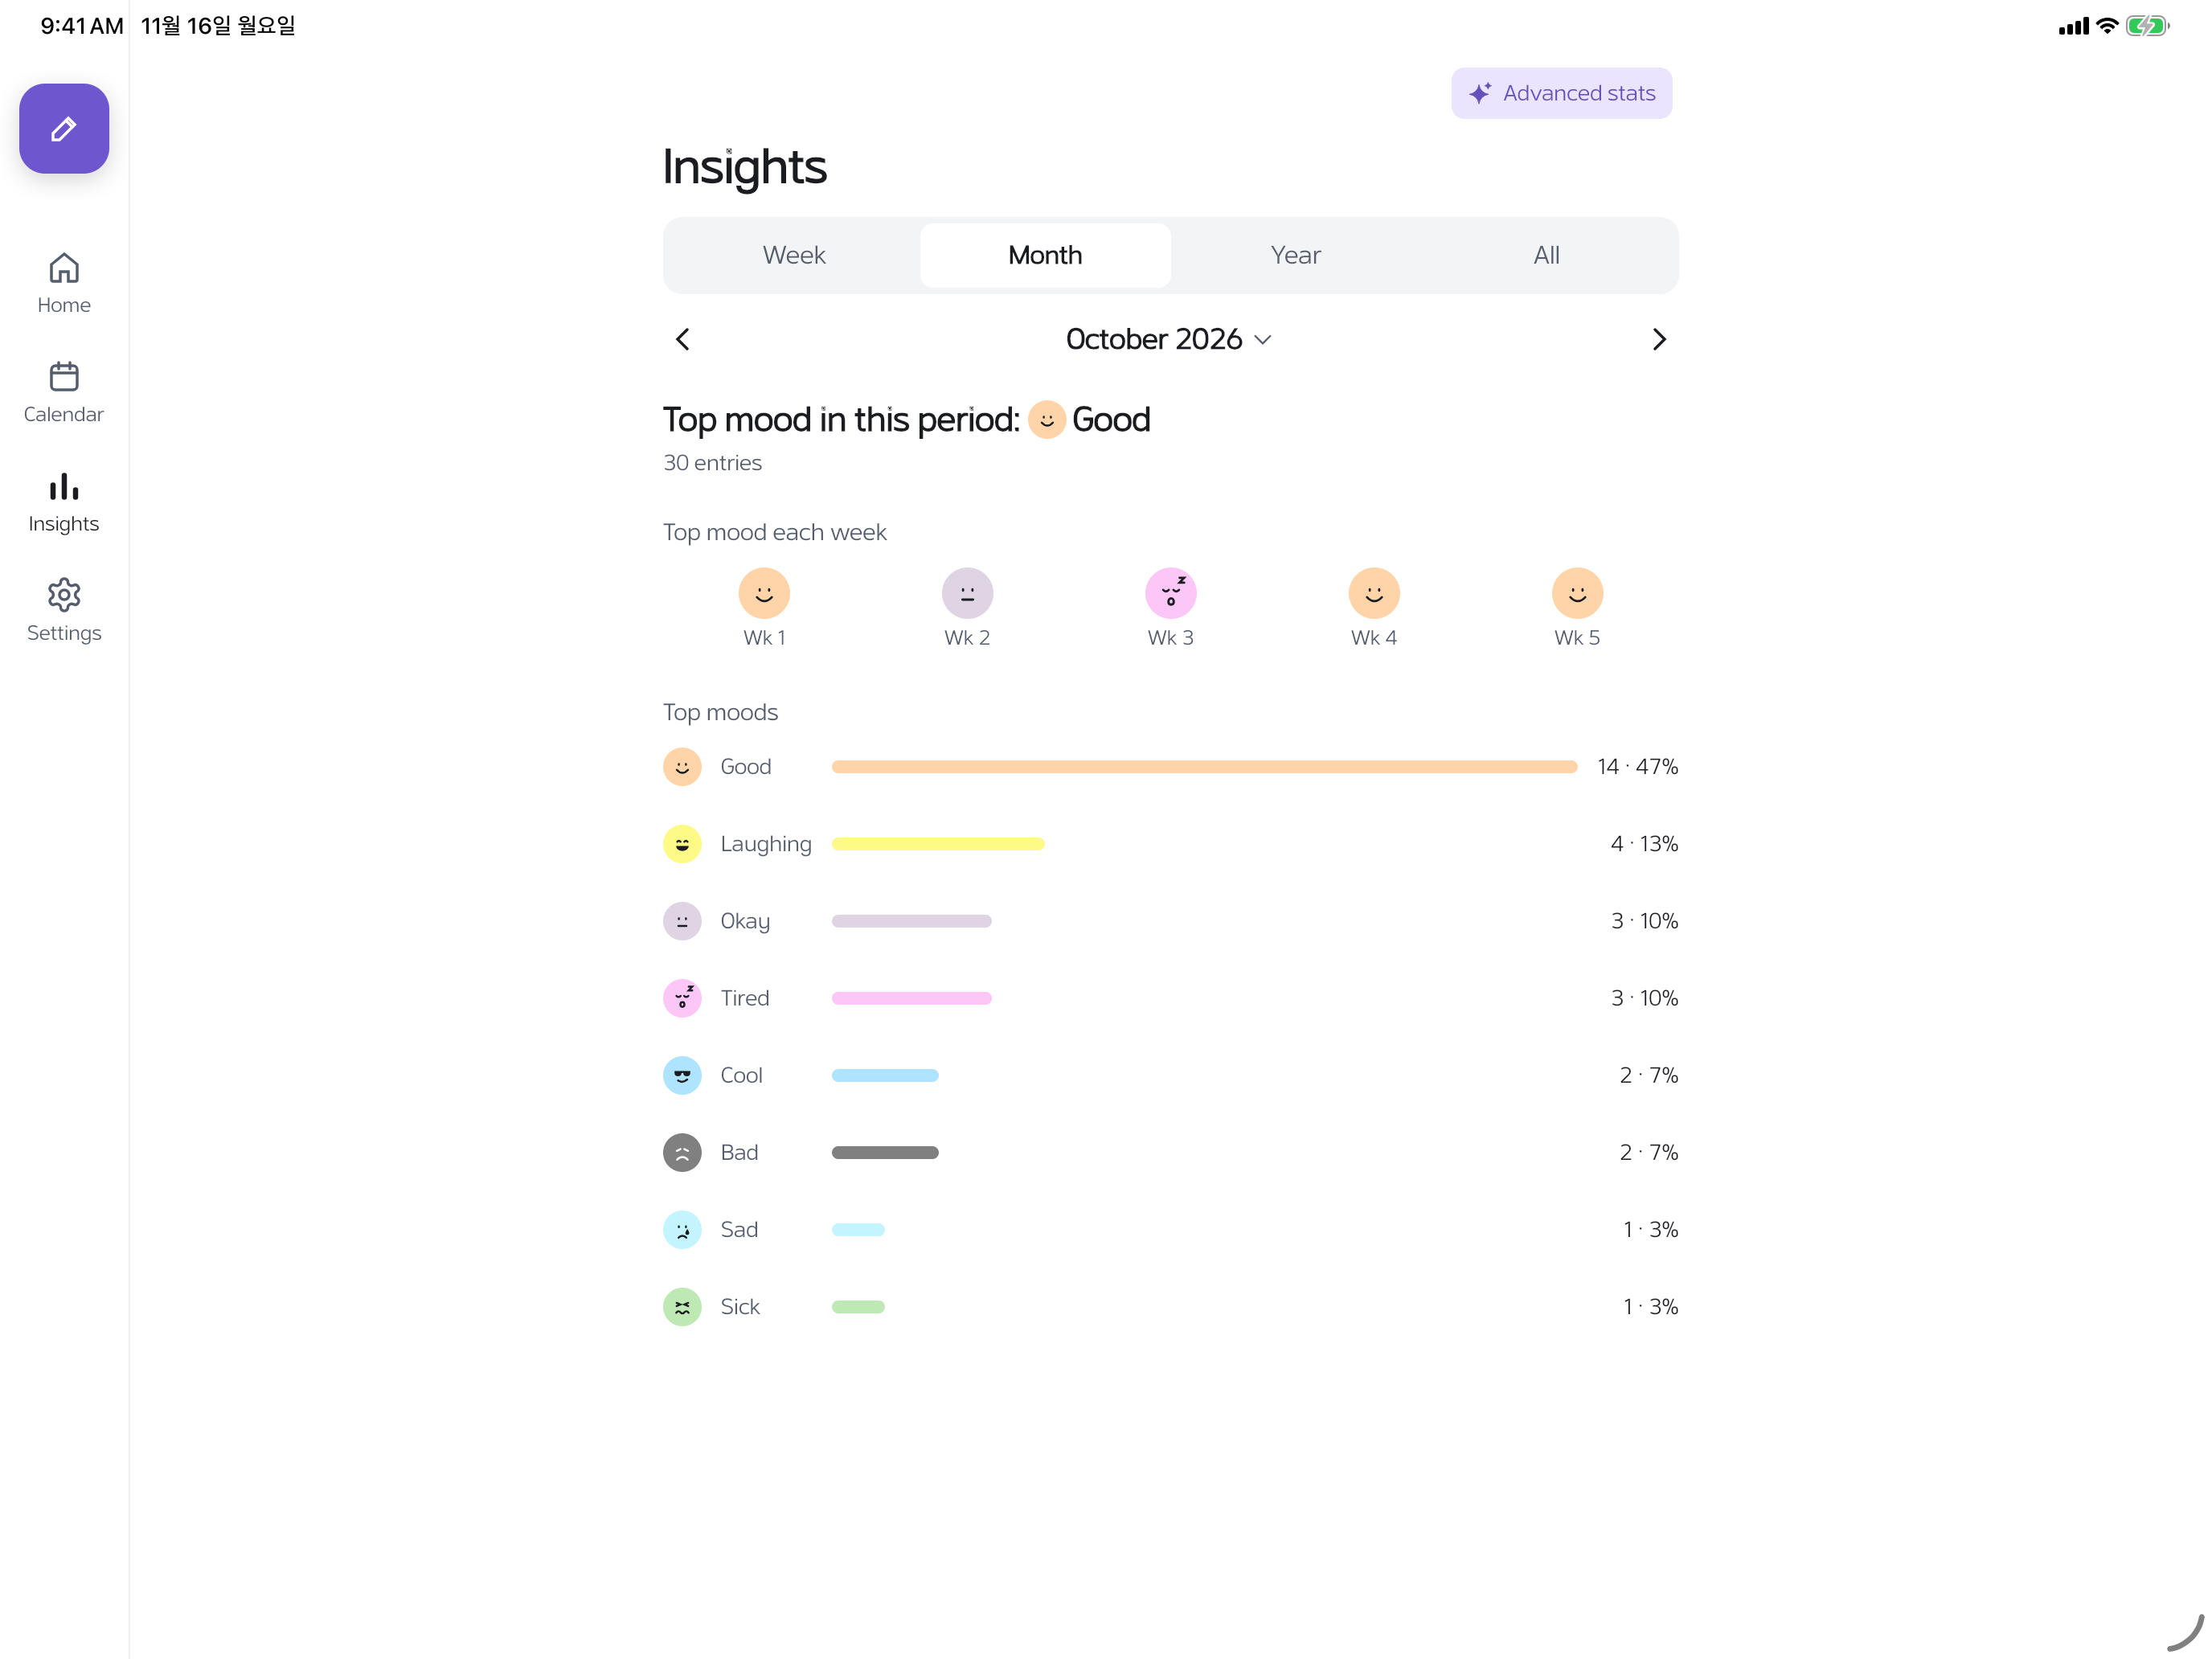 9:41 AM 11월 16일 월요일
Advanced stats
Insights
Home
Calendar
Insights
Settings
Week Month Year All
October 2026
Top mood in this period: Good
30 entries
Top mood each week
Wk 1 Wk 2 Wk 3 Wk 4 Wk 5
Top moods
Good 14 · 47%
Laughing 4 · 13%
Okay 3 · 10%
Tired 3 · 10%
Cool 2 · 7%
Bad 2 · 7%
Sad 1 · 3%
Sick 1 · 3%